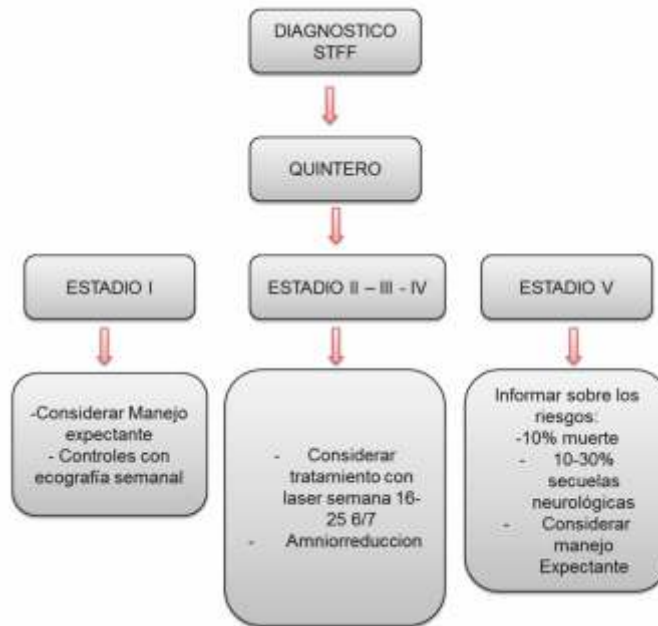 DIAGNOSTICO
STFF
QUINTERO
ESTADIO I
ESTADIO II – III - IV
ESTADIO V
-Considerar Manejo
expectante
- Controles con
ecografía semanal
- Considerar
tratamiento con
laser semana 16-
25 6/7
- Amniorreduccion
Informar sobre los
riesgos:
-10% muerte
- 10-30%
secuelas
neurológicas
- Considerar
manejo
Expectante